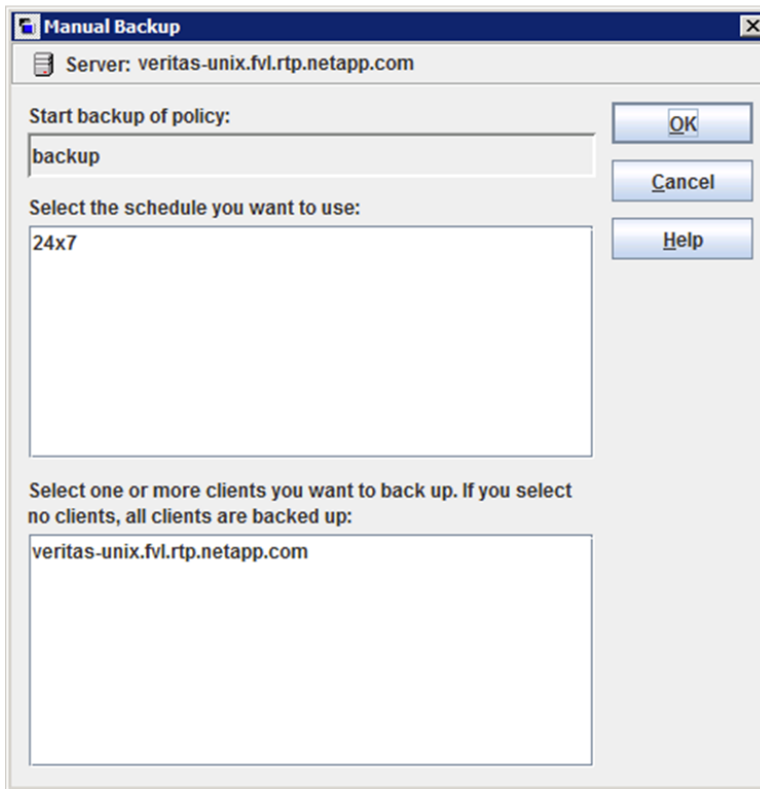 Manual Backup
Server: veritas-unix.fvl.rtp.netapp.com
Start backup of policy:
backup
Select the schedule you want to use:
24x7
Select one or more clients you want to back up. If you select
no clients, all clients are backed up:
veritas-unix.fvl.rtp.netapp.com
OK
Cancel
Help